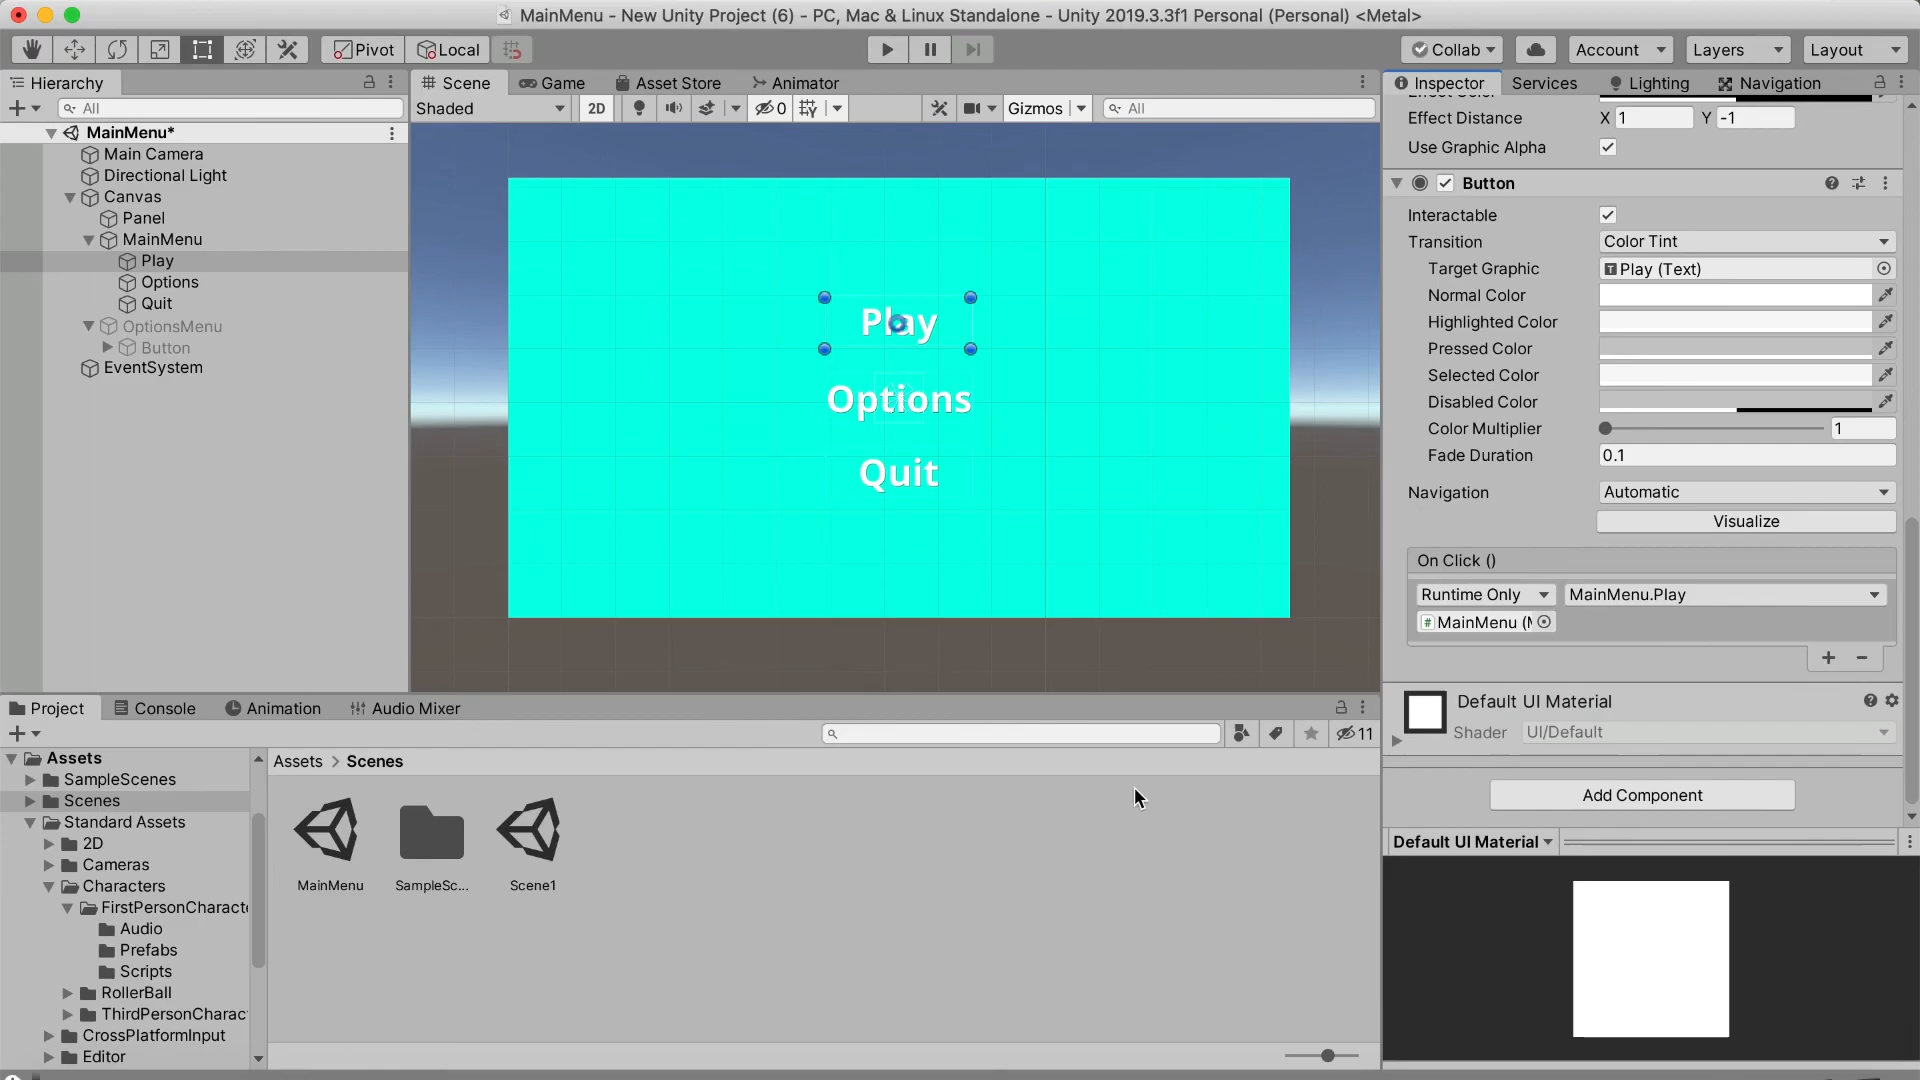 MainMenu - New Unity Project (6) - PC, Mac & Linux Standalone - Unity 2019.3.3f1 Personal (Personal) <Metal>
Pivot Local Collab Account Layers Layout
Hierarchy
All
MainMenu*
Main Camera
Directional Light
Canvas
Panel
MainMenu
Play
Options
Quit
OptionsMenu
Button
EventSystem
Scene Game Asset Store Animator
Shaded 2D 0 Gizmos All
Play
Options
Quit
Inspector Services Lighting Navigation
Effect Distance X 1 Y -1
Use Graphic Alpha
Button
Interactable
Transition Color Tint
Target Graphic Play (Text)
Normal Color
Highlighted Color
Pressed Color
Selected Color
Disabled Color
Color Multiplier 1
Fade Duration 0.1
Navigation Automatic
Visualize
On Click ()
Runtime Only MainMenu.Play
MainMenu (M
Default UI Material
Shader UI/Default
Add Component
Default UI Material
Project Console Animation Audio Mixer
11
Assets
SampleScenes
Scenes
Standard Assets
2D
Cameras
Characters
FirstPersonCharacte
Audio
Prefabs
Scripts
RollerBall
ThirdPersonCharac
CrossPlatformInput
Editor
Assets > Scenes
MainMenu SampleSc... Scene1